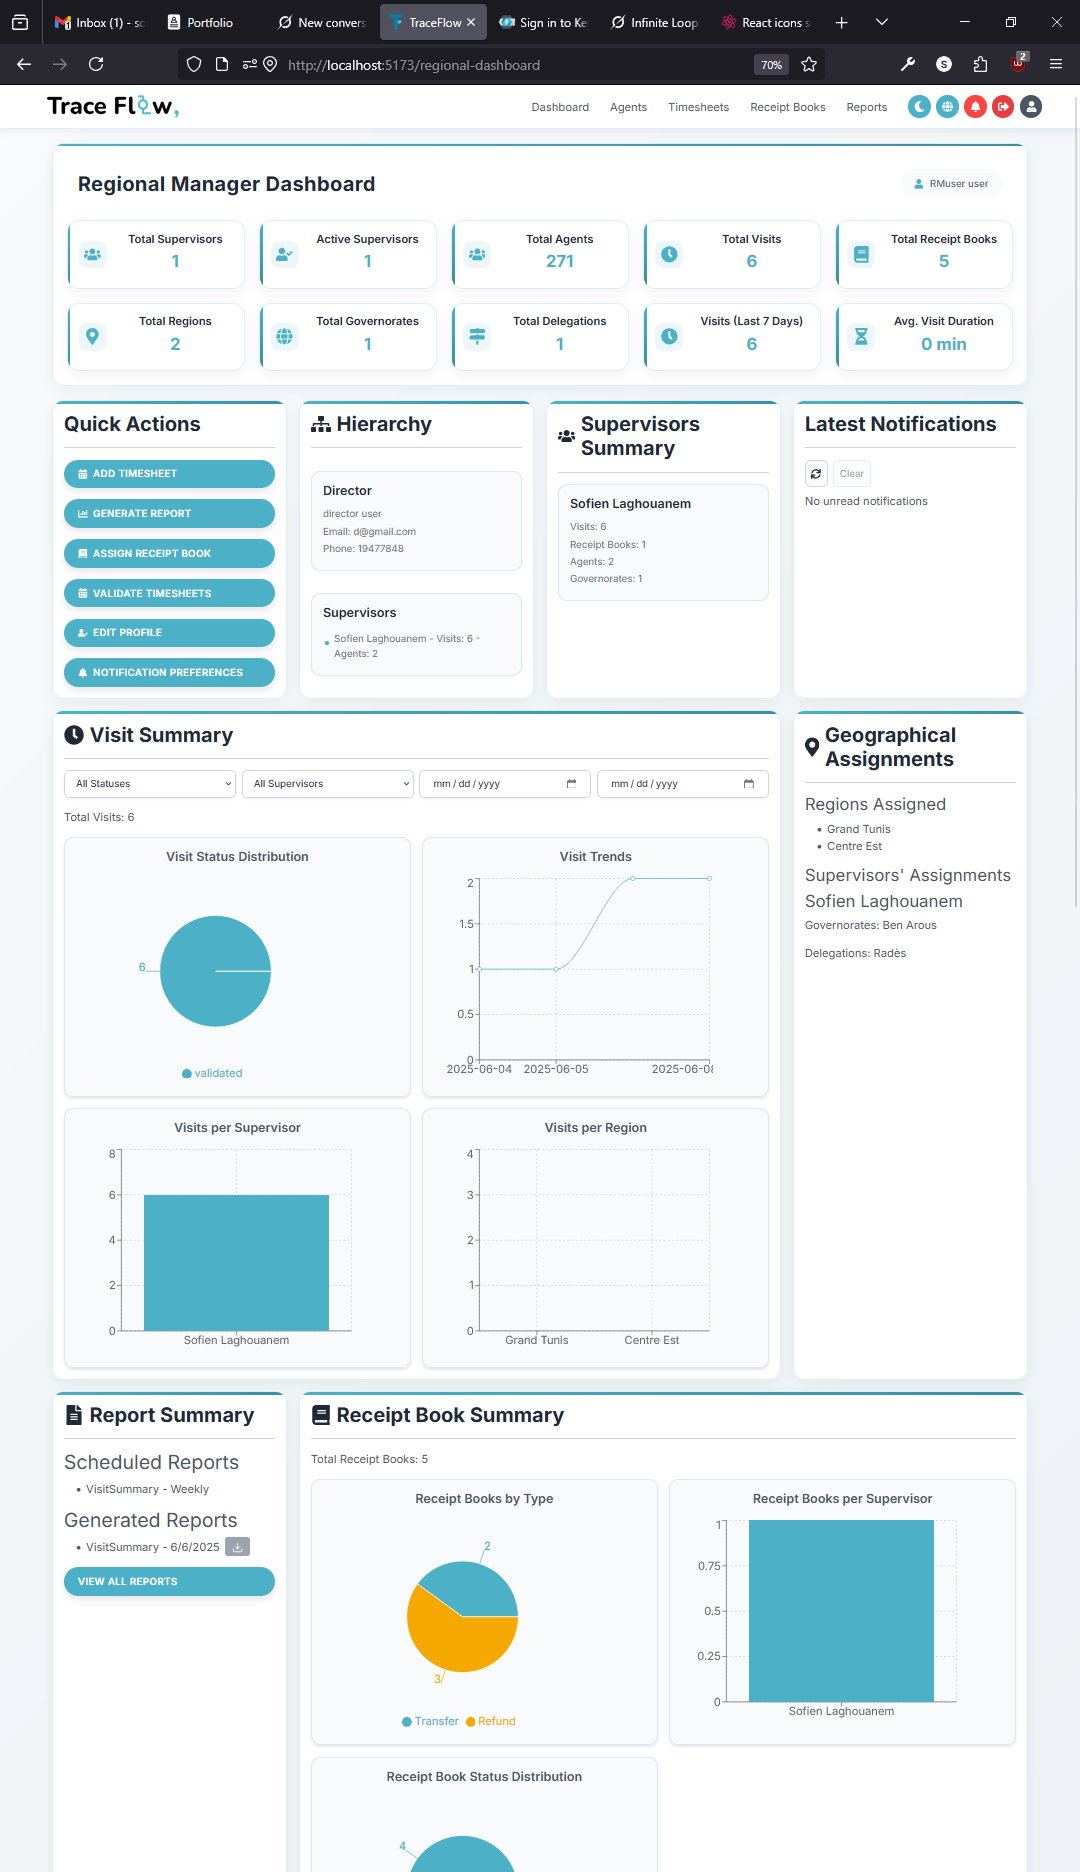 Inbox (1) - sc
Portfolio
New convers
TraceFlow
Sign in to Ke
Infinite Loop
React icons s
http://localhost:5173/regional-dashboard
70%
S
2
Trace Flow,
Dashboard
Agents
Timesheets
Receipt Books
Reports
Regional Manager Dashboard
RMuser user
Total Supervisors
1
Active Supervisors
1
Total Agents
271
Total Visits
6
Total Receipt Books
5
Total Regions
2
Total Governorates
1
Total Delegations
1
Visits (Last 7 Days)
6
Avg. Visit Duration
0 min
Quick Actions
ADD TIMESHEET
GENERATE REPORT
ASSIGN RECEIPT BOOK
VALIDATE TIMESHEETS
EDIT PROFILE
NOTIFICATION PREFERENCES
Hierarchy
Director
director user
Email: d@gmail.com
Phone: 19477848
Supervisors
Sofien Laghouanem - Visits: 6 -
Agents: 2
Supervisors
Summary
Sofien Laghouanem
Visits: 6
Receipt Books: 1
Agents: 2
Governorates: 1
Latest Notifications
Clear
No unread notifications
Visit Summary
All Statuses
All Supervisors
mm / dd / yyyy
mm / dd / yyyy
Total Visits: 6
Visit Status Distribution
6
validated
Visit Trends
2
1.5
1
0.5
0
2025-06-04
2025-06-05
2025-06-08
Visits per Supervisor
8
6
4
2
0
Sofien Laghouanem
Visits per Region
4
3
2
1
0
Grand Tunis
Centre Est
Geographical
Assignments
Regions Assigned
Grand Tunis
Centre Est
Supervisors' Assignments
Sofien Laghouanem
Governorates: Ben Arous
Delegations: Radès
Report Summary
Scheduled Reports
VisitSummary - Weekly
Generated Reports
VisitSummary - 6/6/2025
VIEW ALL REPORTS
Receipt Book Summary
Total Receipt Books: 5
Receipt Books by Type
2
3
Transfer
Refund
Receipt Books per Supervisor
1
0.75
0.5
0.25
0
Sofien Laghouanem
Receipt Book Status Distribution
4